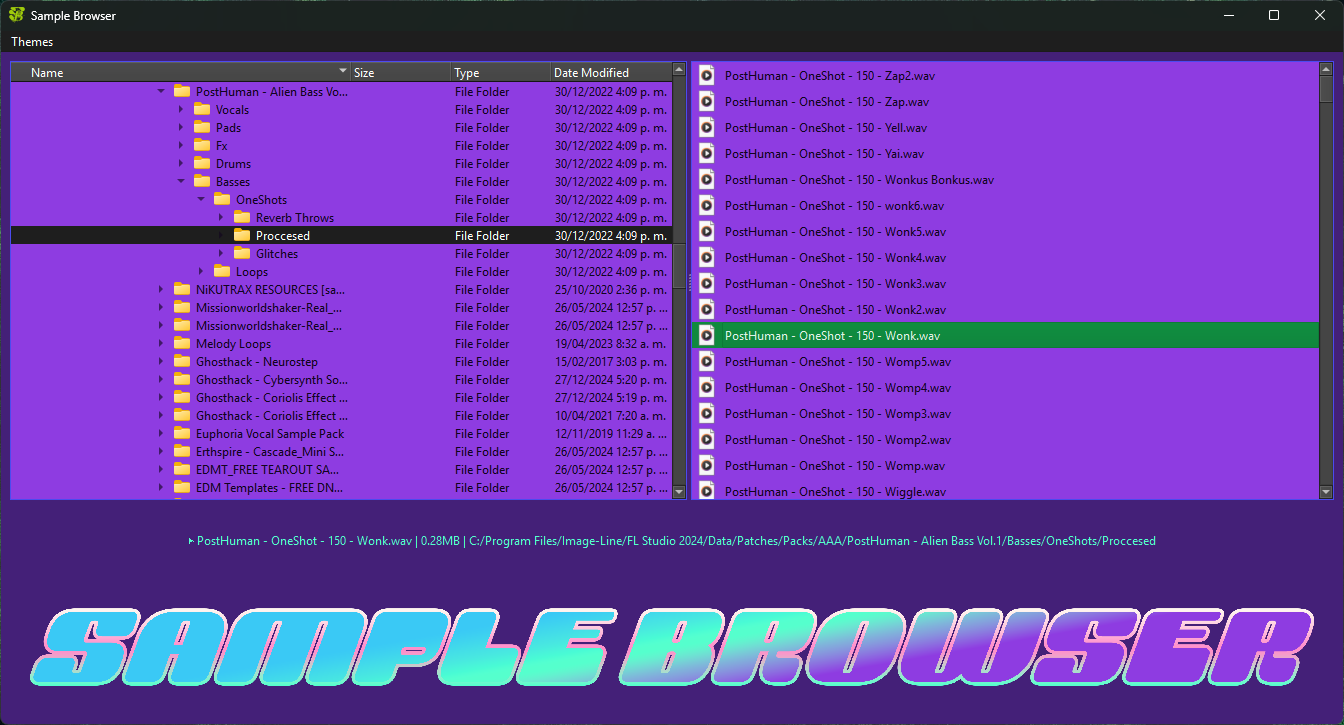 Sample Browser
Themes
Name Size Type Date Modified
PostHuman - Alien Bass Vo... File Folder 30/12/2022 4:09 p. m.
Vocals File Folder 30/12/2022 4:09 p. m.
Pads File Folder 30/12/2022 4:09 p. m.
Fx File Folder 30/12/2022 4:09 p. m.
Drums File Folder 30/12/2022 4:09 p. m.
Basses File Folder 30/12/2022 4:09 p. m.
OneShots File Folder 30/12/2022 4:09 p. m.
Reverb Throws File Folder 30/12/2022 4:09 p. m.
Proccesed File Folder 30/12/2022 4:09 p. m.
Glitches File Folder 30/12/2022 4:09 p. m.
Loops File Folder 30/12/2022 4:09 p. m.
NiKUTRAX RESOURCES [sa... File Folder 25/10/2020 2:36 p. m.
Missionworldshaker-Real_... File Folder 26/05/2024 12:57 p. ...
Missionworldshaker-Real_... File Folder 26/05/2024 12:57 p. ...
Melody Loops File Folder 19/04/2023 8:32 a. m.
Ghosthack - Neurostep File Folder 15/02/2017 3:03 p. m.
Ghosthack - Cybersynth So... File Folder 27/12/2024 5:20 p. m.
Ghosthack - Coriolis Effect ... File Folder 27/12/2024 5:19 p. m.
Ghosthack - Coriolis Effect ... File Folder 10/04/2021 7:20 a. m.
Euphoria Vocal Sample Pack File Folder 12/11/2019 11:29 a. ...
Erthspire - Cascade_Mini S... File Folder 26/05/2024 12:57 p. ...
EDMT_FREE TEAROUT SA... File Folder 26/05/2024 12:57 p. ...
EDM Templates - FREE DN... File Folder 26/05/2024 12:57 p. ...
PostHuman - OneShot - 150 - Zap2.wav
PostHuman - OneShot - 150 - Zap.wav
PostHuman - OneShot - 150 - Yell.wav
PostHuman - OneShot - 150 - Yai.wav
PostHuman - OneShot - 150 - Wonkus Bonkus.wav
PostHuman - OneShot - 150 - wonk6.wav
PostHuman - OneShot - 150 - Wonk5.wav
PostHuman - OneShot - 150 - Wonk4.wav
PostHuman - OneShot - 150 - Wonk3.wav
PostHuman - OneShot - 150 - Wonk2.wav
PostHuman - OneShot - 150 - Wonk.wav
PostHuman - OneShot - 150 - Womp5.wav
PostHuman - OneShot - 150 - Womp4.wav
PostHuman - OneShot - 150 - Womp3.wav
PostHuman - OneShot - 150 - Womp2.wav
PostHuman - OneShot - 150 - Womp.wav
PostHuman - OneShot - 150 - Wiggle.wav
PostHuman - OneShot - 150 - Wonk.wav | 0.28MB | C:/Program Files/Image-Line/FL Studio 2024/Data/Patches/Packs/AAA/PostHuman - Alien Bass Vol.1/Basses/OneShots/Proccesed
SAMPLE BROWSER